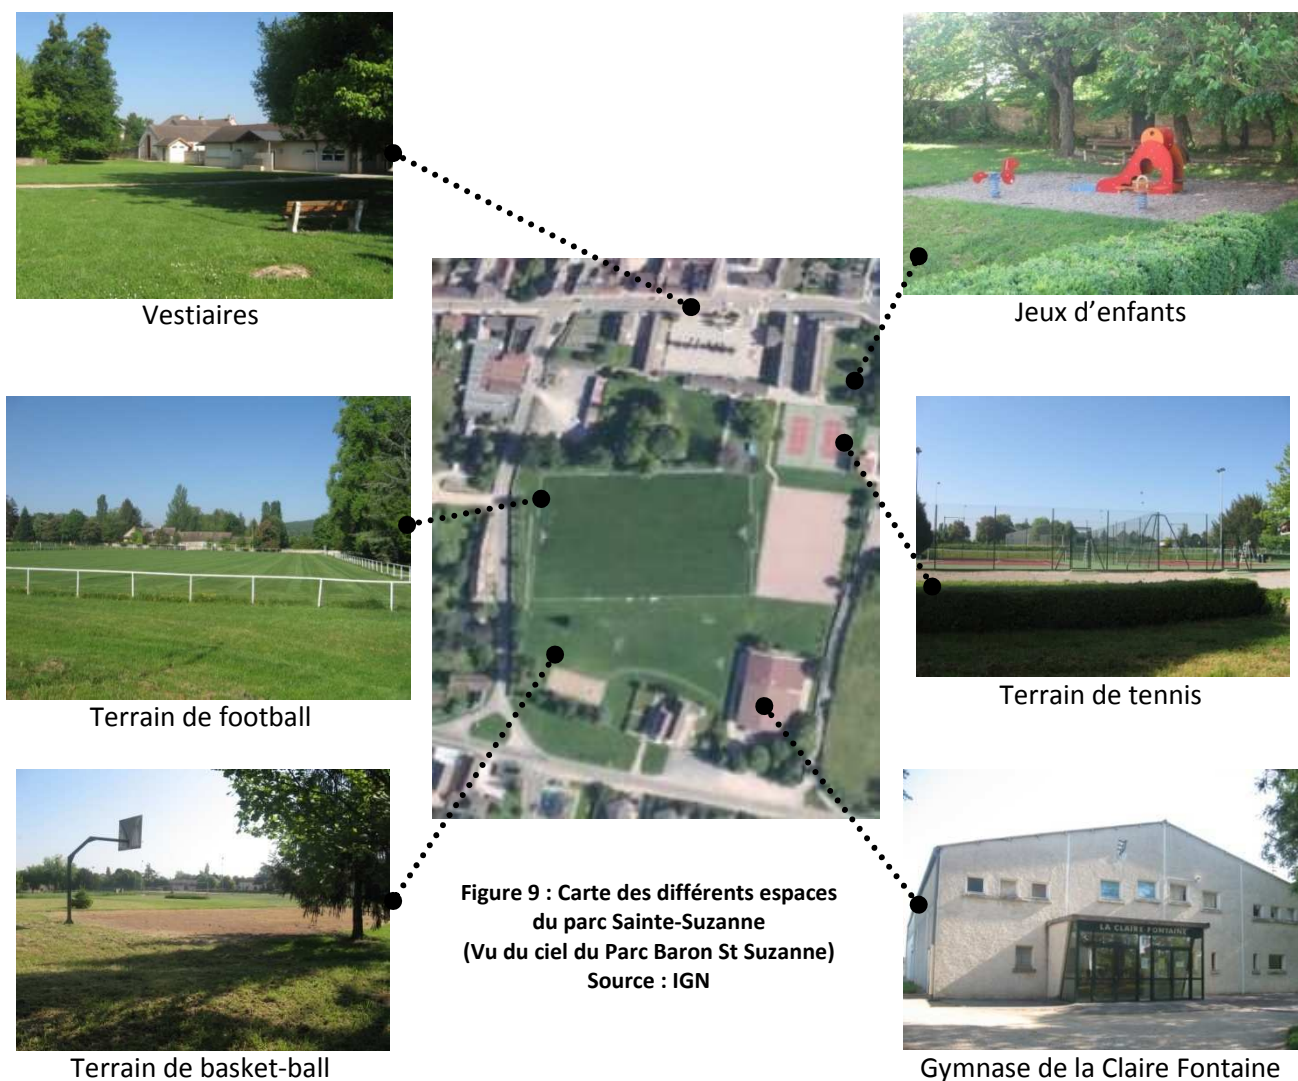 Vestiaires
Jeux d’enfants
Terrain de football
Terrain de tennis
LA CLAIRE FONTAINE
Figure 9 : Carte des différents espaces
du parc Sainte-Suzanne
(Vu du ciel du Parc Baron St Suzanne)
Source : IGN
Terrain de basket-ball
Gymnase de la Claire Fontaine